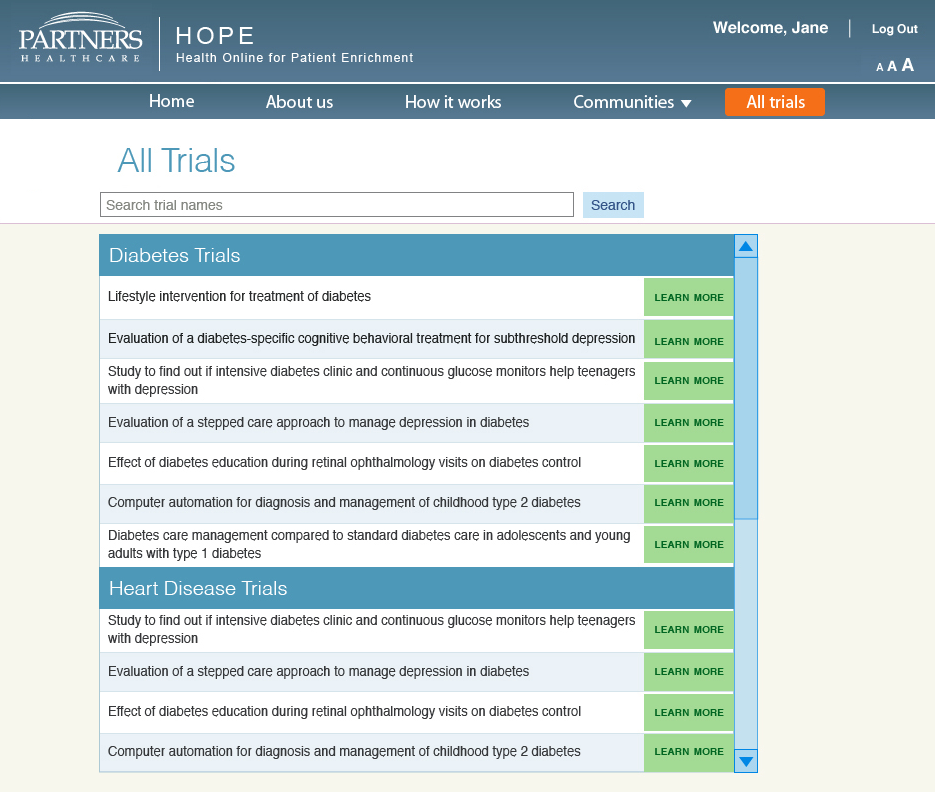 PARTNERS
HEALTHCARE
HOPE
Health Online for Patient Enrichment
Welcome, Jane
Log Out
A A A
Home About us How it works Communities All trials
All Trials
Search trial names
Search
Diabetes Trials
Lifestyle intervention for treatment of diabetes
LEARN MORE
Evaluation of a diabetes-specific cognitive behavioral treatment for subthreshold depression
LEARN MORE
Study to find out if intensive diabetes clinic and continuous glucose monitors help teenagers
with depression
LEARN MORE
Evaluation of a stepped care approach to manage depression in diabetes
LEARN MORE
Effect of diabetes education during retinal ophthalmology visits on diabetes control
LEARN MORE
Computer automation for diagnosis and management of childhood type 2 diabetes
LEARN MORE
Diabetes care management compared to standard diabetes care in adolescents and young
adults with type 1 diabetes
LEARN MORE
Heart Disease Trials
Study to find out if intensive diabetes clinic and continuous glucose monitors help teenagers
with depression
LEARN MORE
Evaluation of a stepped care approach to manage depression in diabetes
LEARN MORE
Effect of diabetes education during retinal ophthalmology visits on diabetes control
LEARN MORE
Computer automation for diagnosis and management of childhood type 2 diabetes
LEARN MORE